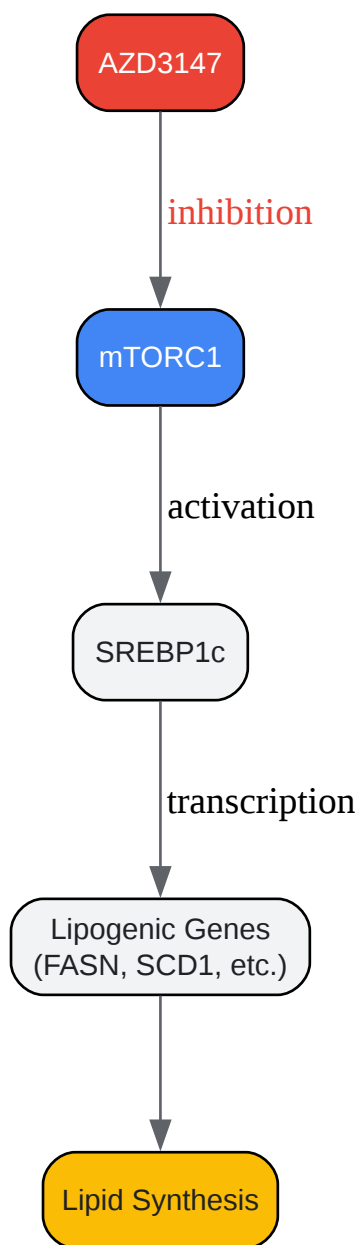 AZD3147
inhibition
mTORC1
activation
SREBP1c
transcription
Lipogenic Genes
(FASN, SCD1, etc.)
Lipid Synthesis